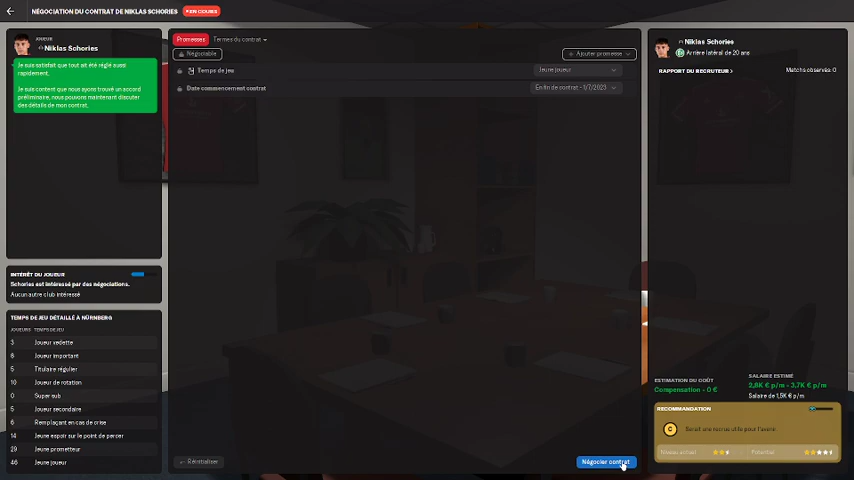 NÉGOCIATION DU CONTRAT DE NIKLAS SCHORIES
EN COURS
JOUEUR
Niklas Schories
Je suis satisfait que tout ait été réglé aussi
rapidement.
Je suis content que nous ayons trouvé un accord
préliminaire, nous pouvons maintenant discuter
des détails de mon contrat.
INTÉRÊT DU JOUEUR
Schories est intéressé par des négociations.
Aucun autre club intéressé
TEMPS DE JEU DÉTAILLÉ À NÜRNBERG
JOUEURS TEMPS DE JEU
3 Joueur vedette
8 Joueur important
5 Titulaire régulier
10 Joueur de rotation
0 Super sub
5 Joueur secondaire
6 Remplaçant en cas de crise
14 Jeune espoir sur le point de percer
29 Jeune prometteur
46 Jeune joueur
Promesses
Termes du contrat
Négociable
Ajouter promesse
Temps de jeu
Jeune joueur
Date commencement contrat
En fin de contrat - 1/7/2023
Réinitialiser
Négocier contrat
Niklas Schories
Arrière latéral de 20 ans
RAPPORT DU RECRUTEUR
Matchs observés: 0
ESTIMATION DU COÛT
Compensation - 0 €
SALAIRE ESTIMÉ
2,8K € p/m - 3,7K € p/m
Salaire de 1,5K € p/m
RECOMMANDATION
C
Serait une recrue utile pour l'avenir
Niveau actuel
Potentiel